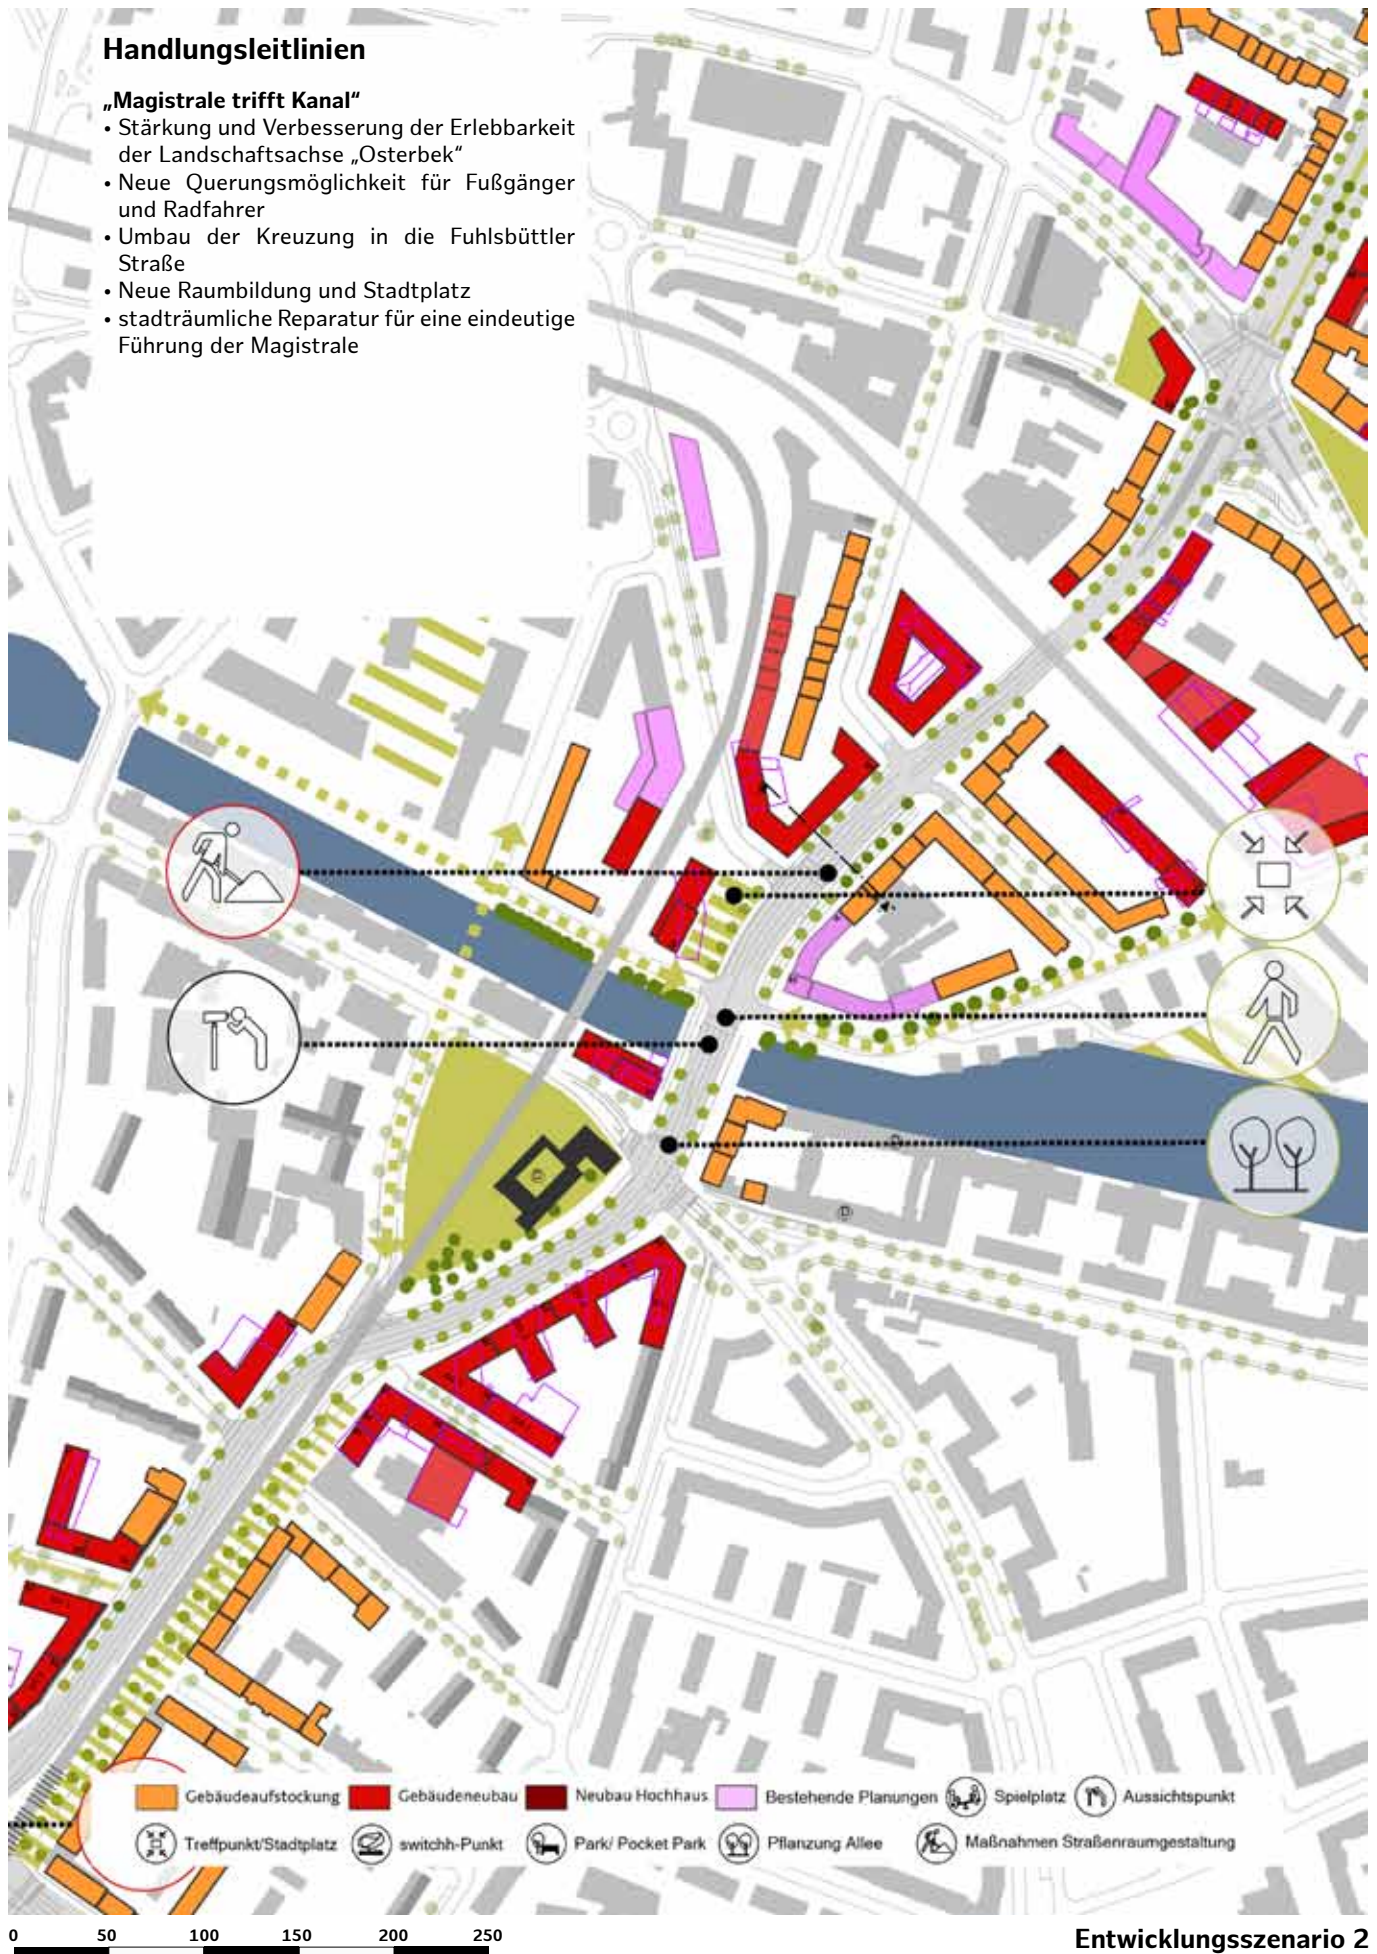 Handlungsleitlinien
„Magistrale trifft Kanal“
• Stärkung und Verbesserung der Erlebbarkeit
der Landschaftsachse „Osterbek“
• Neue Querungsmöglichkeit für Fußgänger
und Radfahrer
• Umbau der Kreuzung in die Fuhlsbüttler
Straße
• Neue Raumbildung und Stadtplatz
• stadträumliche Reparatur für eine eindeutige
Führung der Magistrale
D
D
D
Gebäudeaufstockung Gebäudeneubau Neubau Hochhaus Bestehende Planungen Spielplatz Aussichtspunkt
Treffpunkt/Stadtplatz switchh-Punkt Park/ Pocket Park Pflanzung Allee Maßnahmen Straßenraumgestaltung
0 50 100 150 200 250
Entwicklungsszenario 2